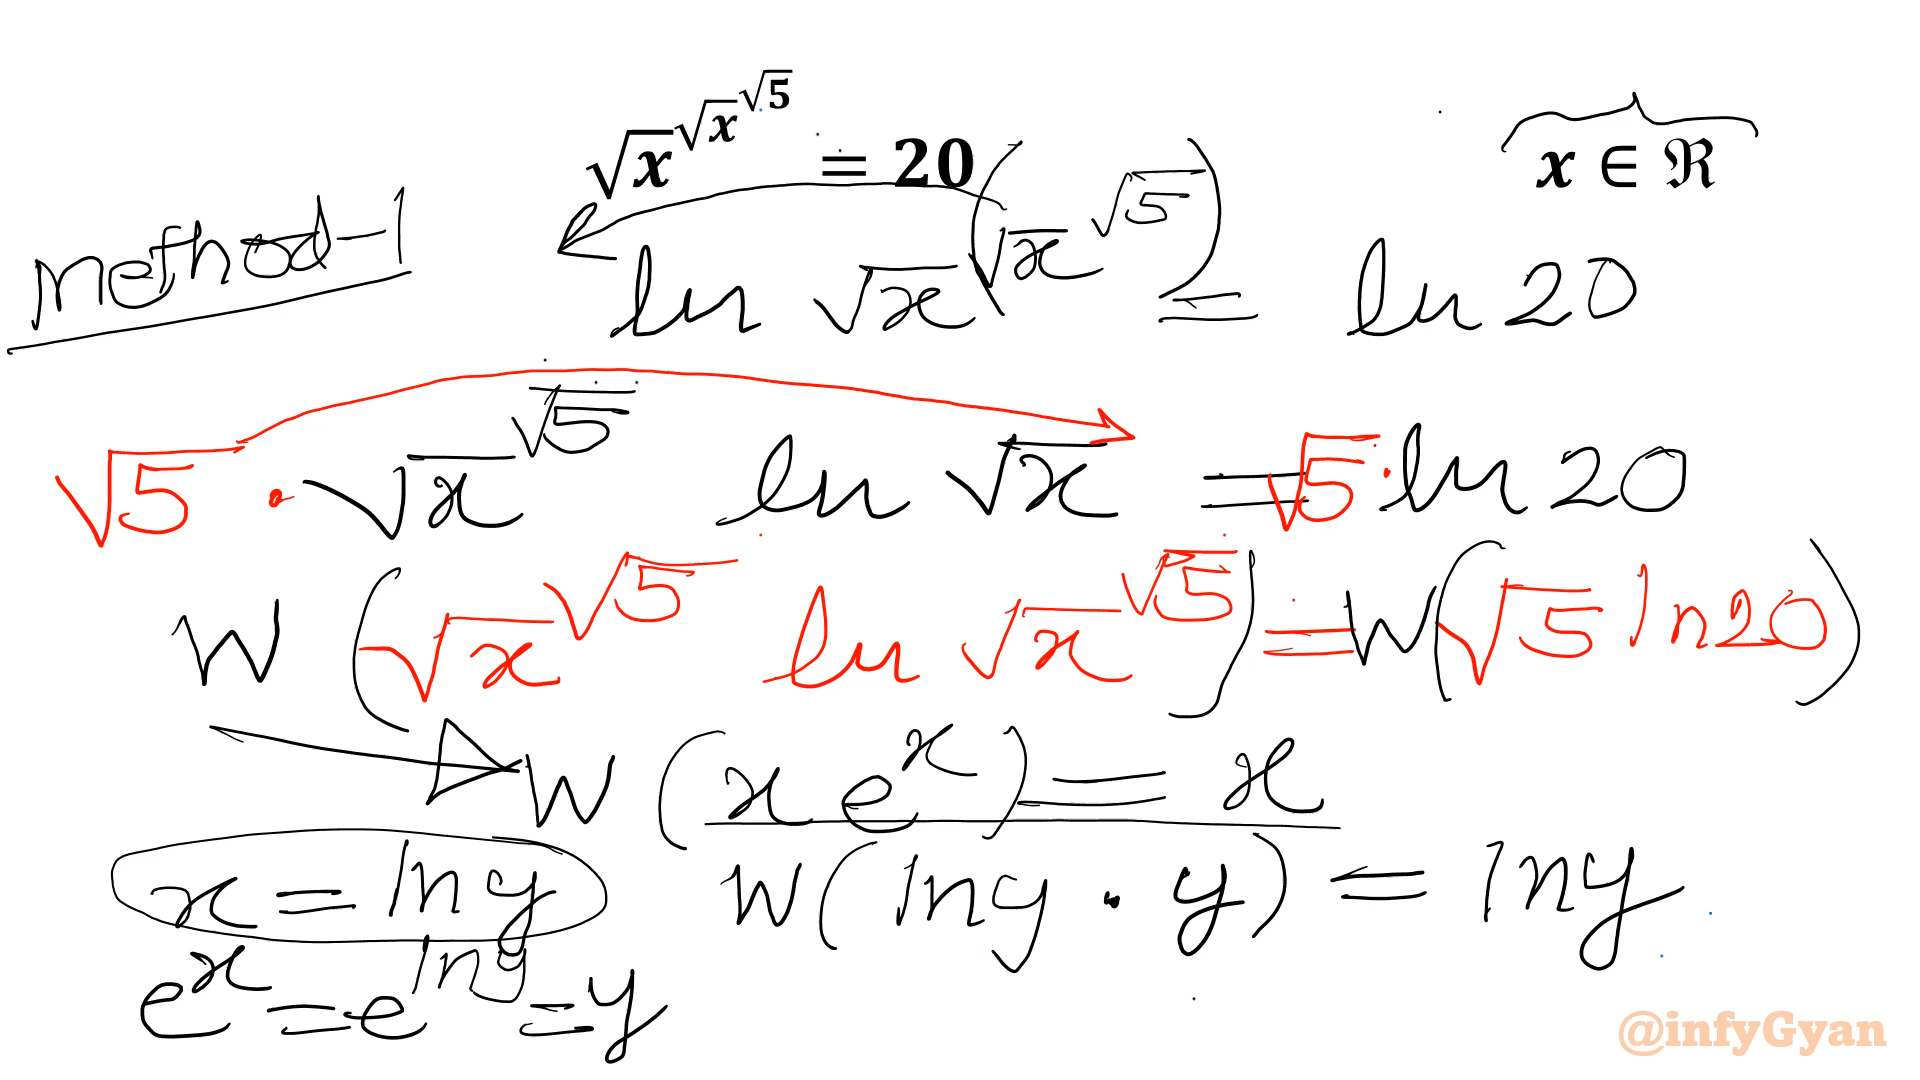 √x^√x^√5 = 20
x ∈ ℜ
method-1
ln √x^(√x^√5) = ln 20
√5 · √x^√5 ln √x = √5 · ln 20
W(√x^√5 ln √x^√5) = W(√5 ln20)
W(x e^x) = x
x = lny
W(lny · y) = lny
e^x = e^lny = y
@infyGyan